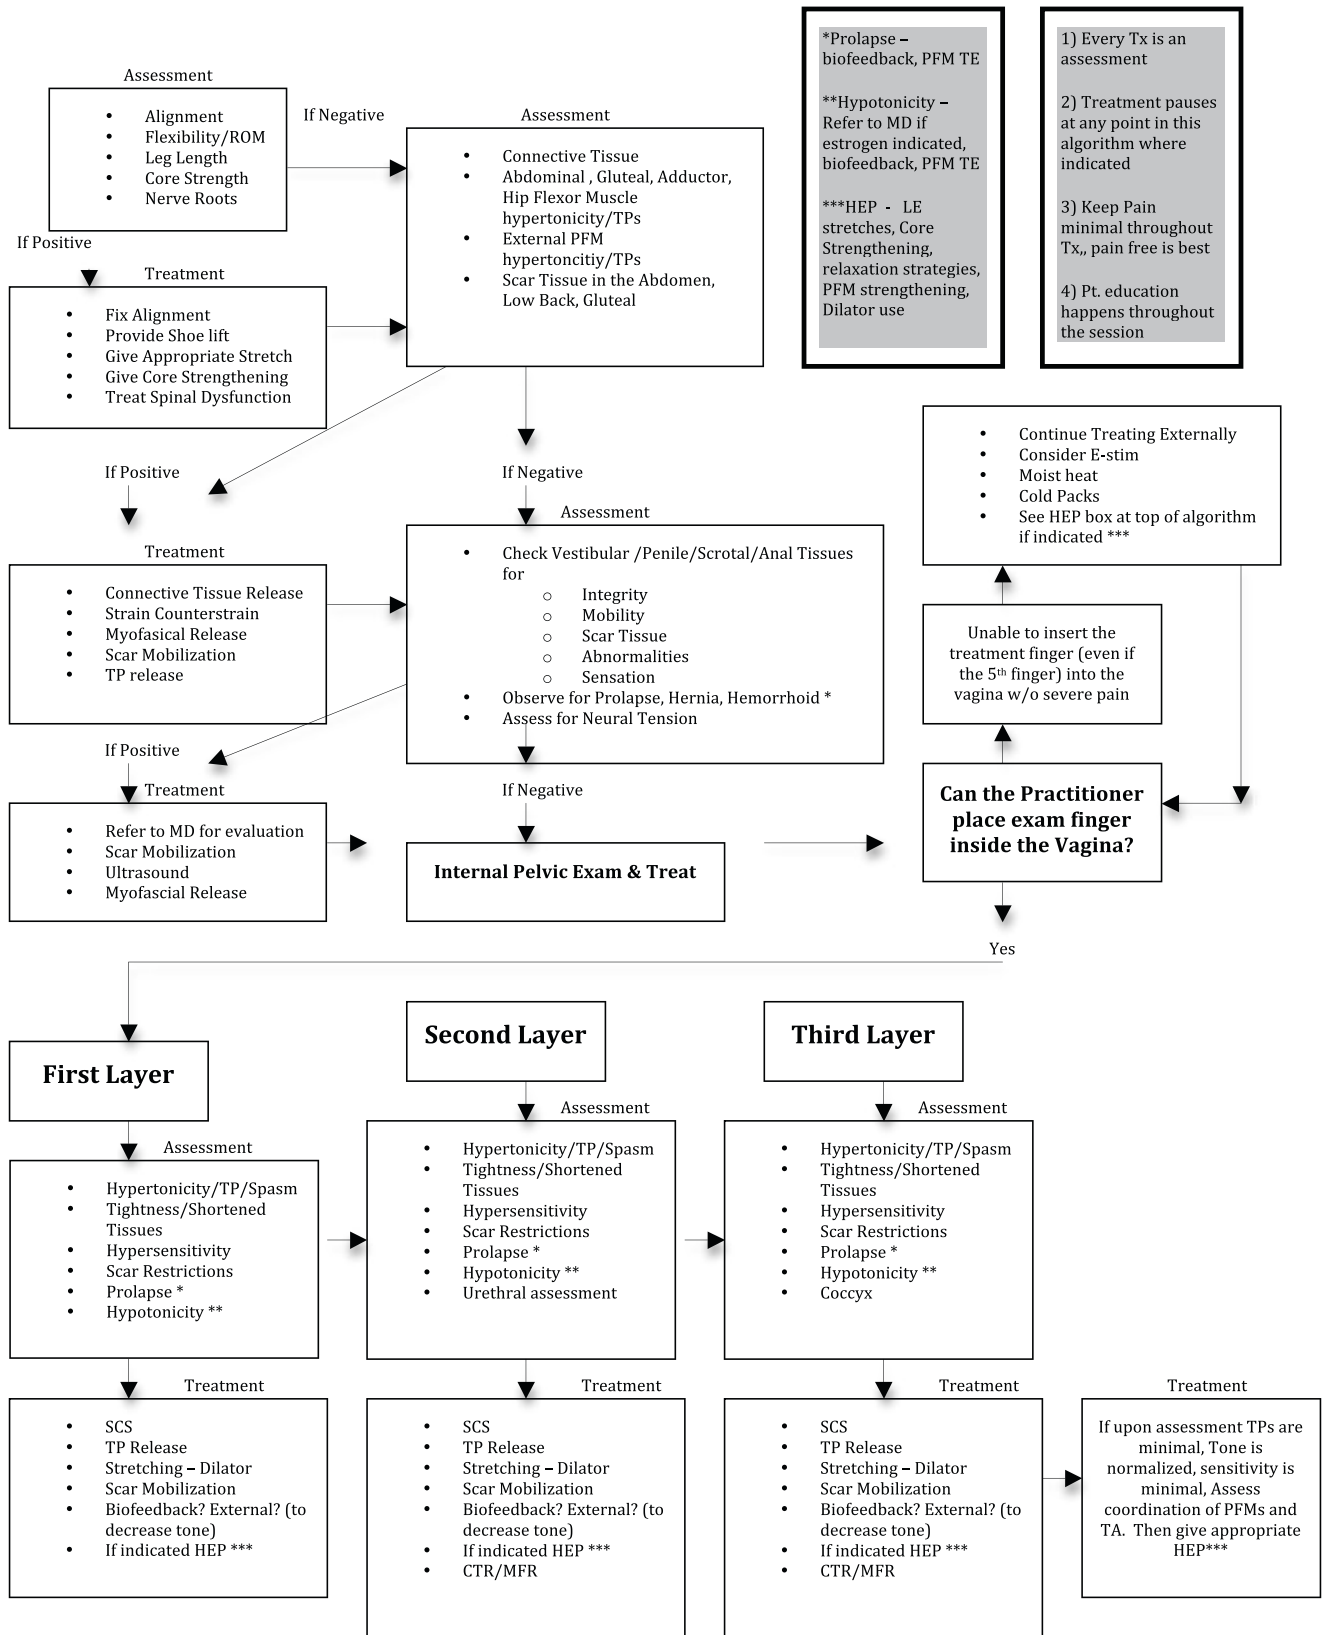 Assessment
• Alignment
• Flexibility/ROM
• Leg Length
• Core Strength
• Nerve Roots
If Negative
If Positive
Treatment
• Fix Alignment
• Provide Shoe lift
• Give Appropriate Stretch
• Give Core Strengthening
• Treat Spinal Dysfunction
Assessment
• Connective Tissue
• Abdominal , Gluteal, Adductor,
Hip Flexor Muscle
hypertonicity/TPs
• External PFM
hypertoncitiy/TPs
• Scar Tissue in the Abdomen,
Low Back, Gluteal
*Prolapse –
biofeedback, PFM TE
**Hypotonicity –
Refer to MD if
estrogen indicated,
biofeedback, PFM TE
***HEP - LE
stretches, Core
Strengthening,
relaxation strategies,
PFM strengthening,
Dilator use
1) Every Tx is an
assessment
2) Treatment pauses
at any point in this
algorithm where
indicated
3) Keep Pain
minimal throughout
Tx,, pain free is best
4) Pt. education
happens throughout
the session
If Positive
Treatment
• Connective Tissue Release
• Strain Counterstrain
• Myofasical Release
• Scar Mobilization
• TP release
If Negative
Assessment
• Check Vestibular /Penile/Scrotal/Anal Tissues
for
o Integrity
o Mobility
o Scar Tissue
o Abnormalities
o Sensation
• Observe for Prolapse, Hernia, Hemorrhoid *
• Assess for Neural Tension
If Positive
Treatment
• Refer to MD for evaluation
• Scar Mobilization
• Ultrasound
• Myofascial Release
If Negative
Internal Pelvic Exam & Treat
• Continue Treating Externally
• Consider E-stim
• Moist heat
• Cold Packs
• See HEP box at top of algorithm
if indicated ***
Unable to insert the
treatment finger (even if
the 5th finger) into the
vagina w/o severe pain
Can the Practitioner
place exam finger
inside the Vagina?
Yes
First Layer
Assessment
• Hypertonicity/TP/Spasm
• Tightness/Shortened
Tissues
• Hypersensitivity
• Scar Restrictions
• Prolapse *
• Hypotonicity **
Treatment
• SCS
• TP Release
• Stretching – Dilator
• Scar Mobilization
• Biofeedback? External? (to
decrease tone)
• If indicated HEP ***
Second Layer
Assessment
• Hypertonicity/TP/Spasm
• Tightness/Shortened
Tissues
• Hypersensitivity
• Scar Restrictions
• Prolapse *
• Hypotonicity **
• Urethral assessment
Treatment
• SCS
• TP Release
• Stretching – Dilator
• Scar Mobilization
• Biofeedback? External? (to
decrease tone)
• If indicated HEP ***
• CTR/MFR
Third Layer
Assessment
• Hypertonicity/TP/Spasm
• Tightness/Shortened
Tissues
• Hypersensitivity
• Scar Restrictions
• Prolapse *
• Hypotonicity **
• Coccyx
Treatment
• SCS
• TP Release
• Stretching – Dilator
• Scar Mobilization
• Biofeedback? External? (to
decrease tone)
• If indicated HEP ***
• CTR/MFR
Treatment
If upon assessment TPs are
minimal, Tone is
normalized, sensitivity is
minimal, Assess
coordination of PFMs and
TA. Then give appropriate
HEP***